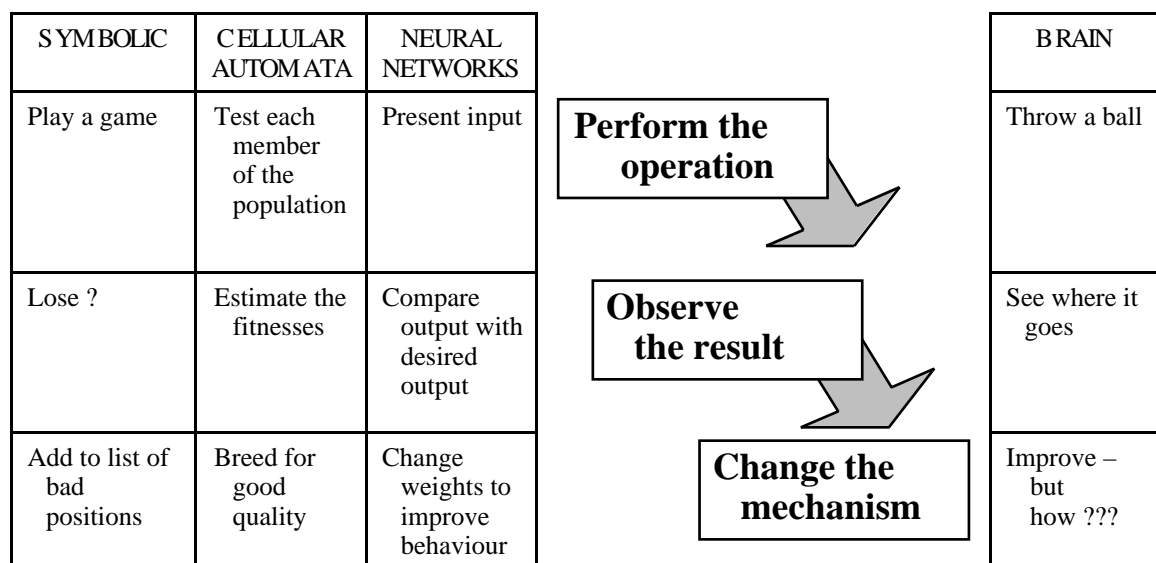 SYMBOLIC
CELLULAR
AUTOMATA
NEURAL
NETWORKS
BRAIN
Play a game
Test each
member
of the
population
Present input
Perform the
operation
Throw a ball
Lose ?
Estimate the
fitnesses
Compare
output with
desired
output
Observe
the result
See where it
goes
Add to list of
bad
positions
Breed for
good
quality
Change
weights to
improve
behaviour
Change the
mechanism
Improve –
but
how ???